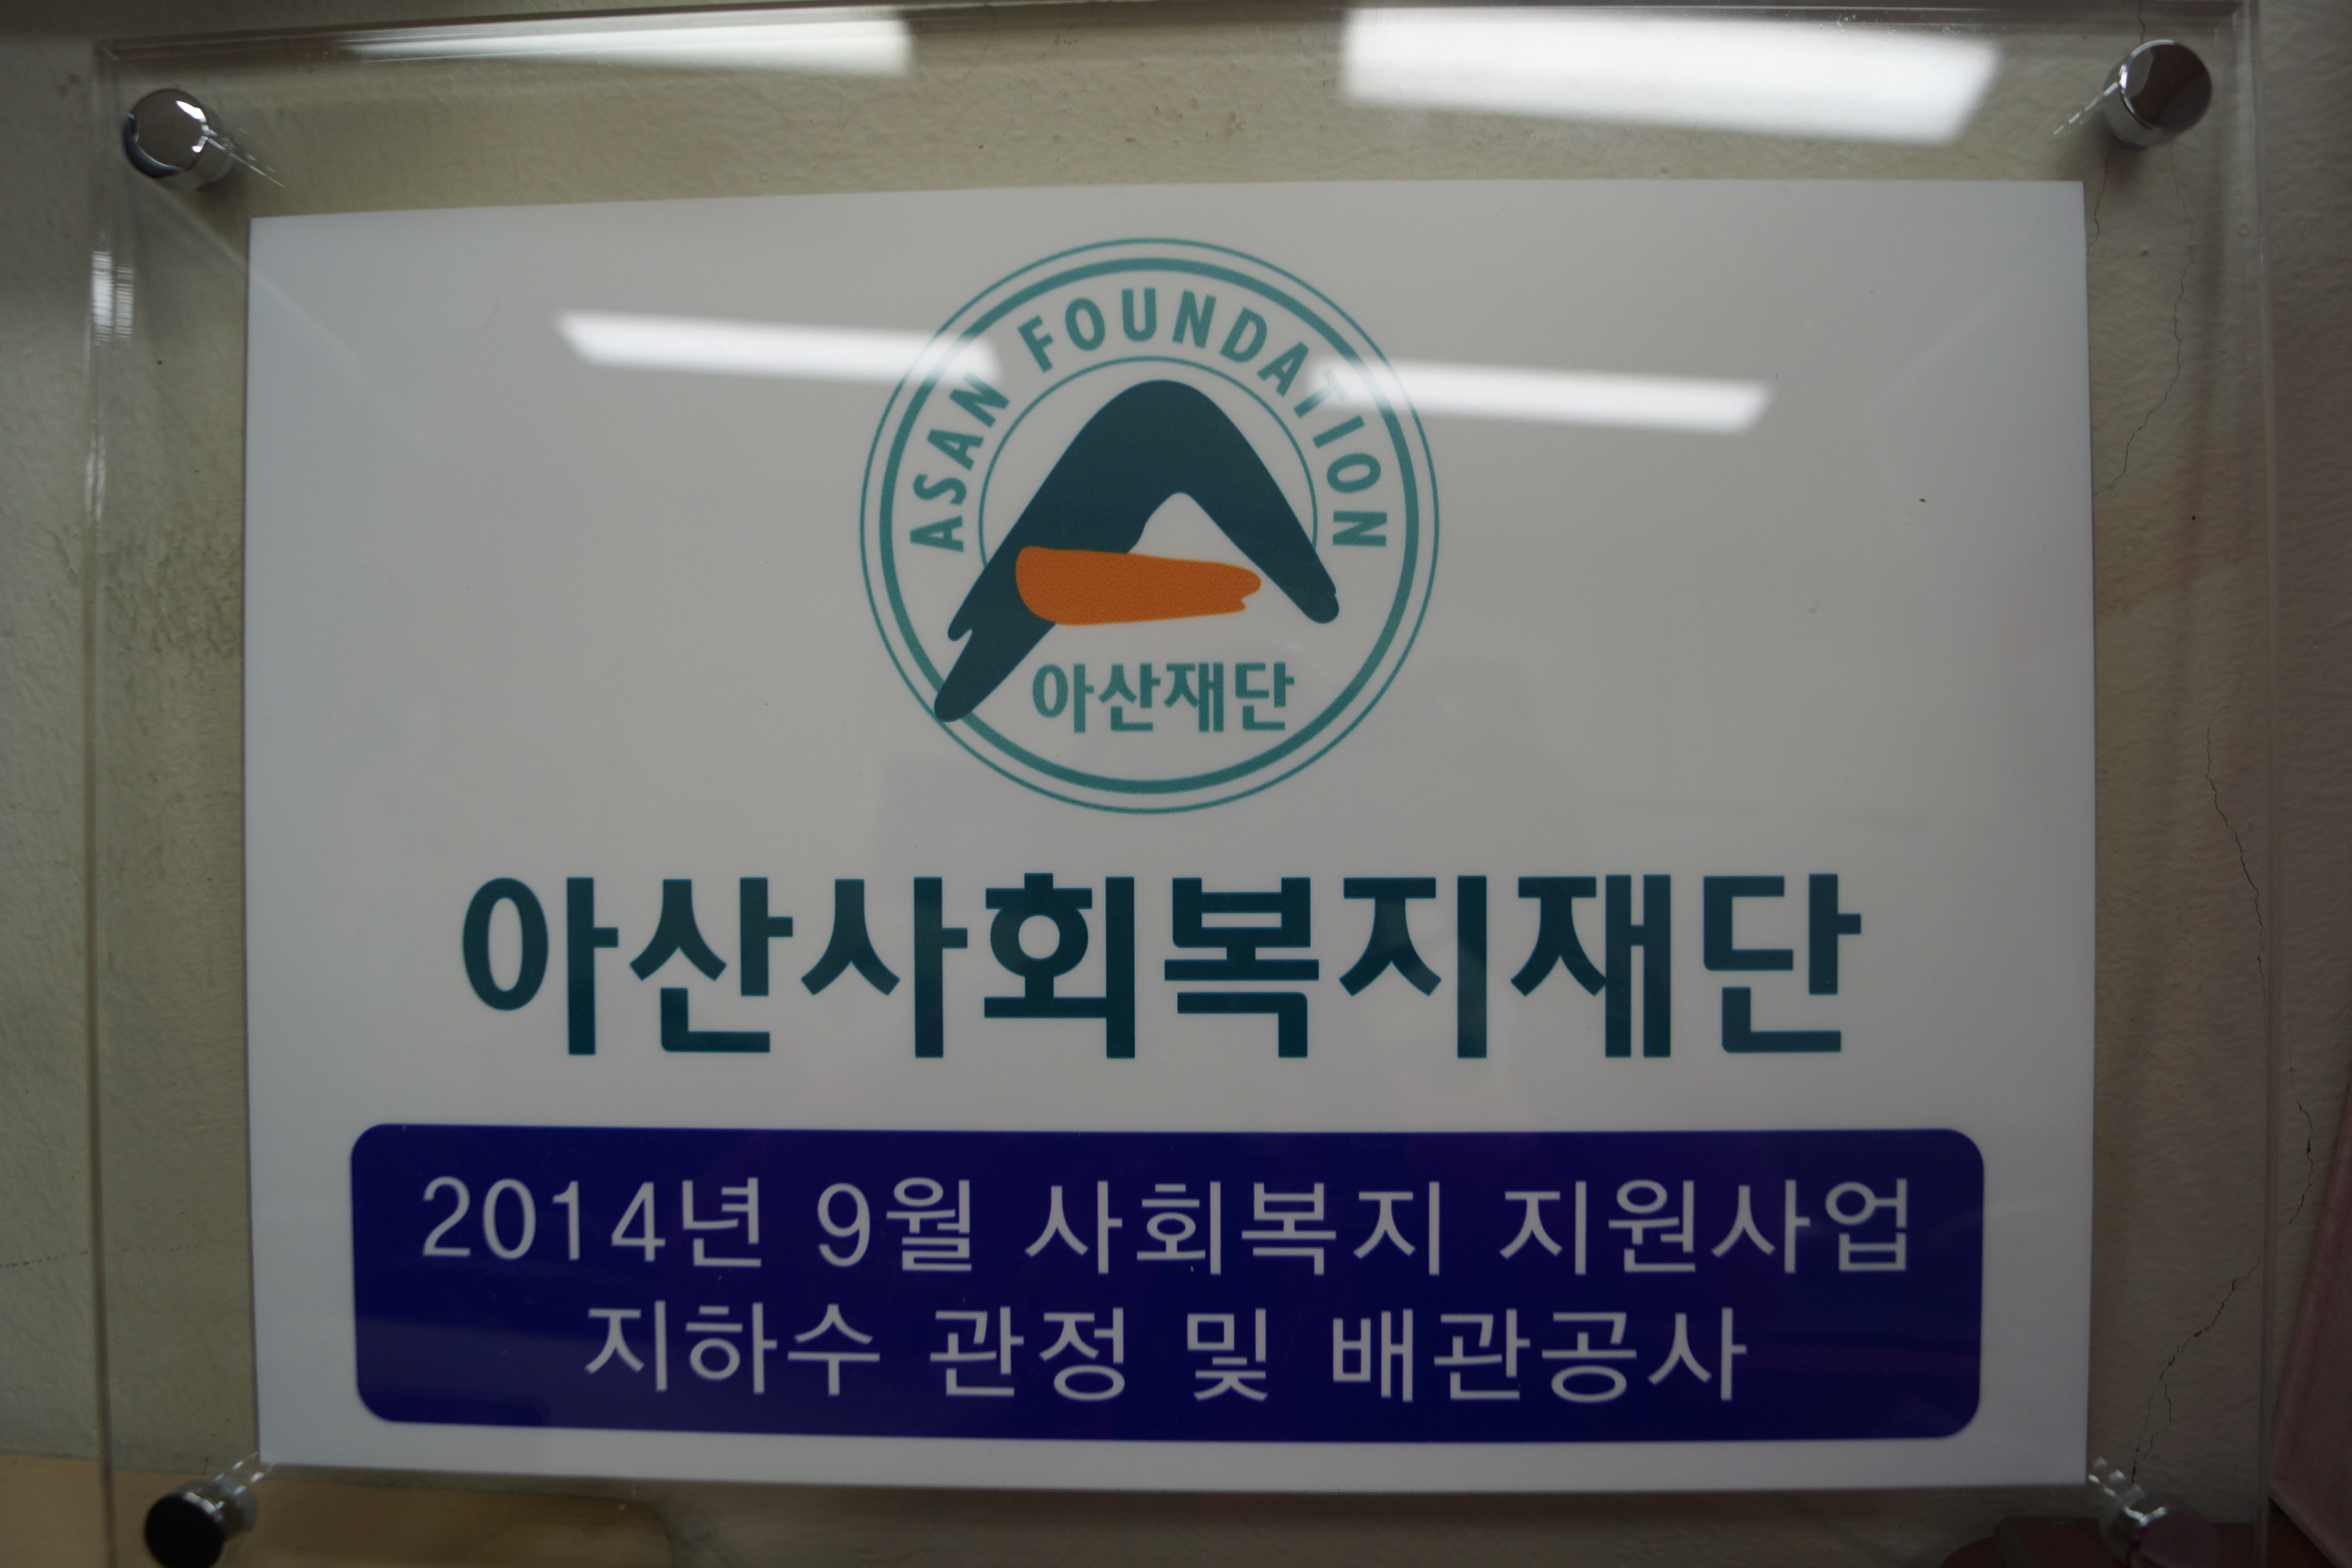 ASAN FOUNDATION
아산재단
아산사회복지재단
2014년 9월 사회복지 지원사업
지하수 관정 및 배관공사